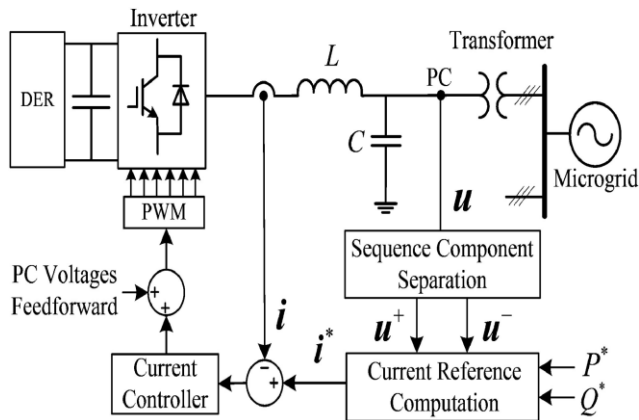 Inverter
Transformer
L
PC
DER
C
Microgrid
u
PWM
Sequence Component
Separation
PC Voltages
Feedforward
+
+
i
u+
u−
i*
P*
Current
Controller
−
+
Current Reference
Computation
Q*